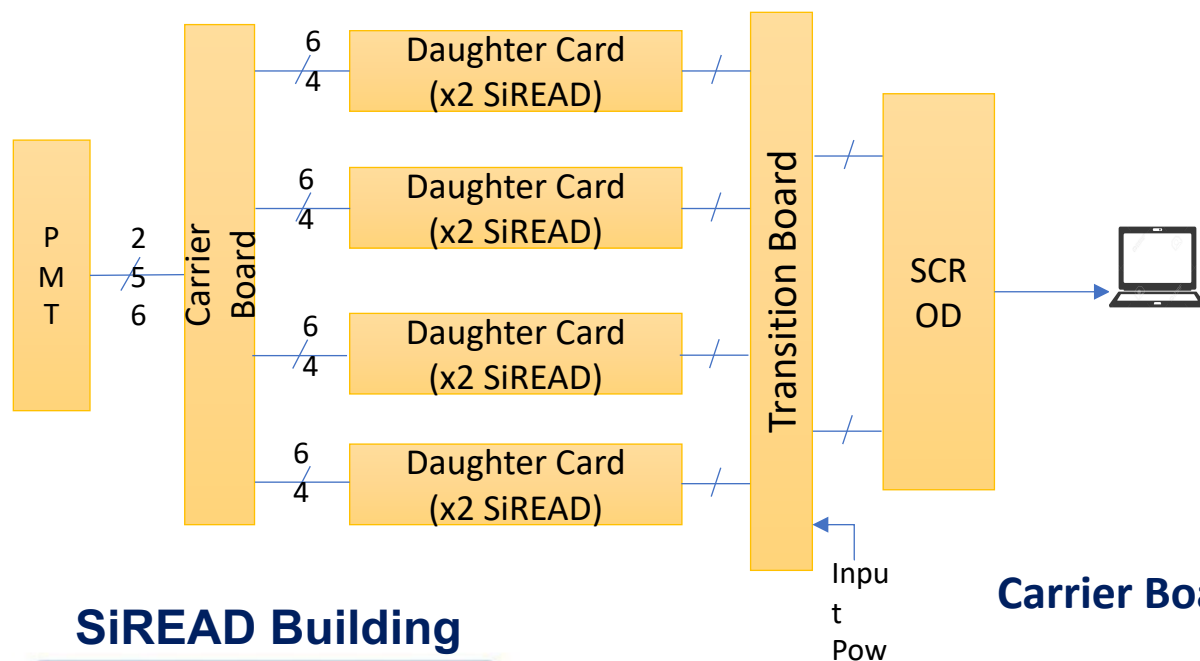 6
4
Daughter Card
(x2 SiREAD)
6
4
Daughter Card
(x2 SiREAD)
P
M
T
2
5
6
Carrier
Board
6
4
Daughter Card
(x2 SiREAD)
6
4
Daughter Card
(x2 SiREAD)
Transition Board
SCR
OD
Inpu
t
Pow
SiREAD Building
Carrier Boa